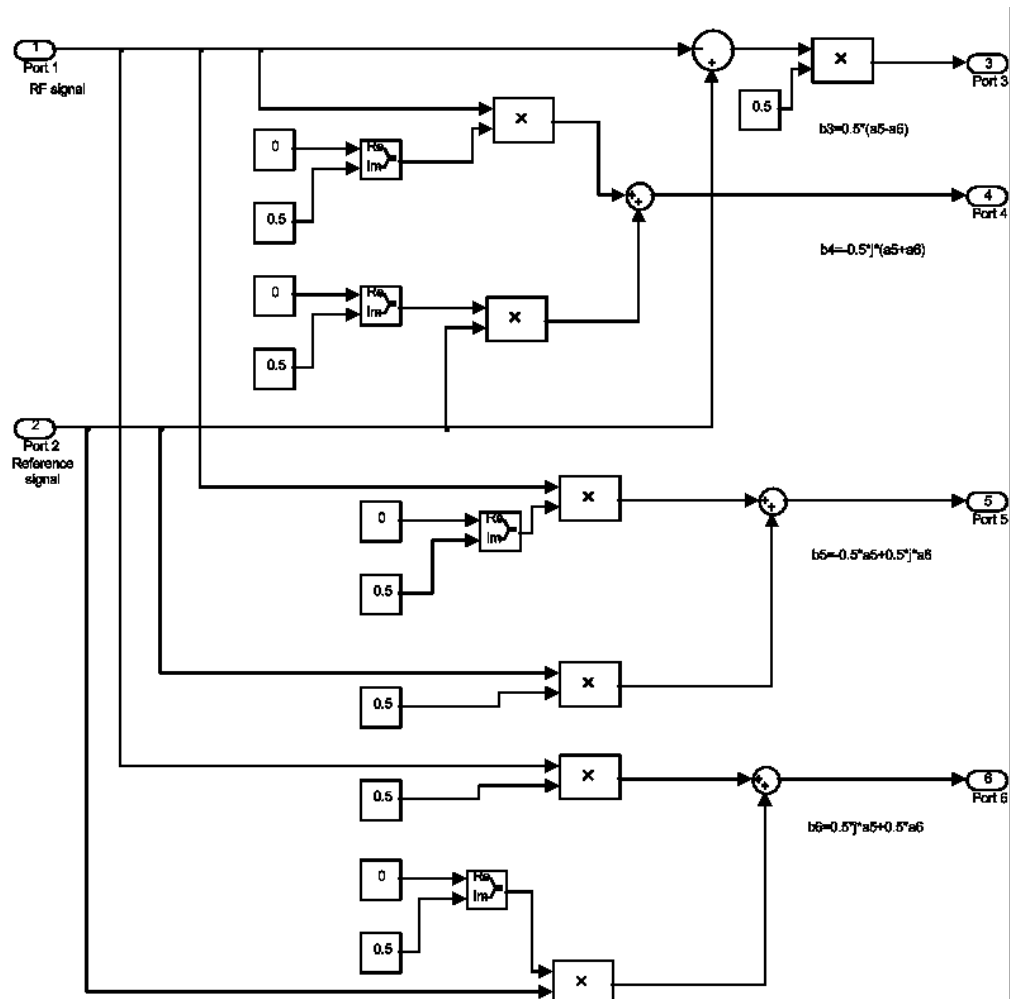 1
Port 1
RF signal
×
3
Port 3
0.5
b3=0.5*(a5-a6)
×
0
Re
Im
0.5
4
Port 4
b4=-0.5*j*(a5+a6)
0
Re
Im
0.5
×
2
Port 2
Reference
signal
×
5
Port 5
0
Re
Im
0.5
b5=-0.5*a5+0.5*j*a6
×
0.5
×
0.5
6
Port 6
b6=0.5*j*a5+0.5*a6
0
Re
Im
0.5
×